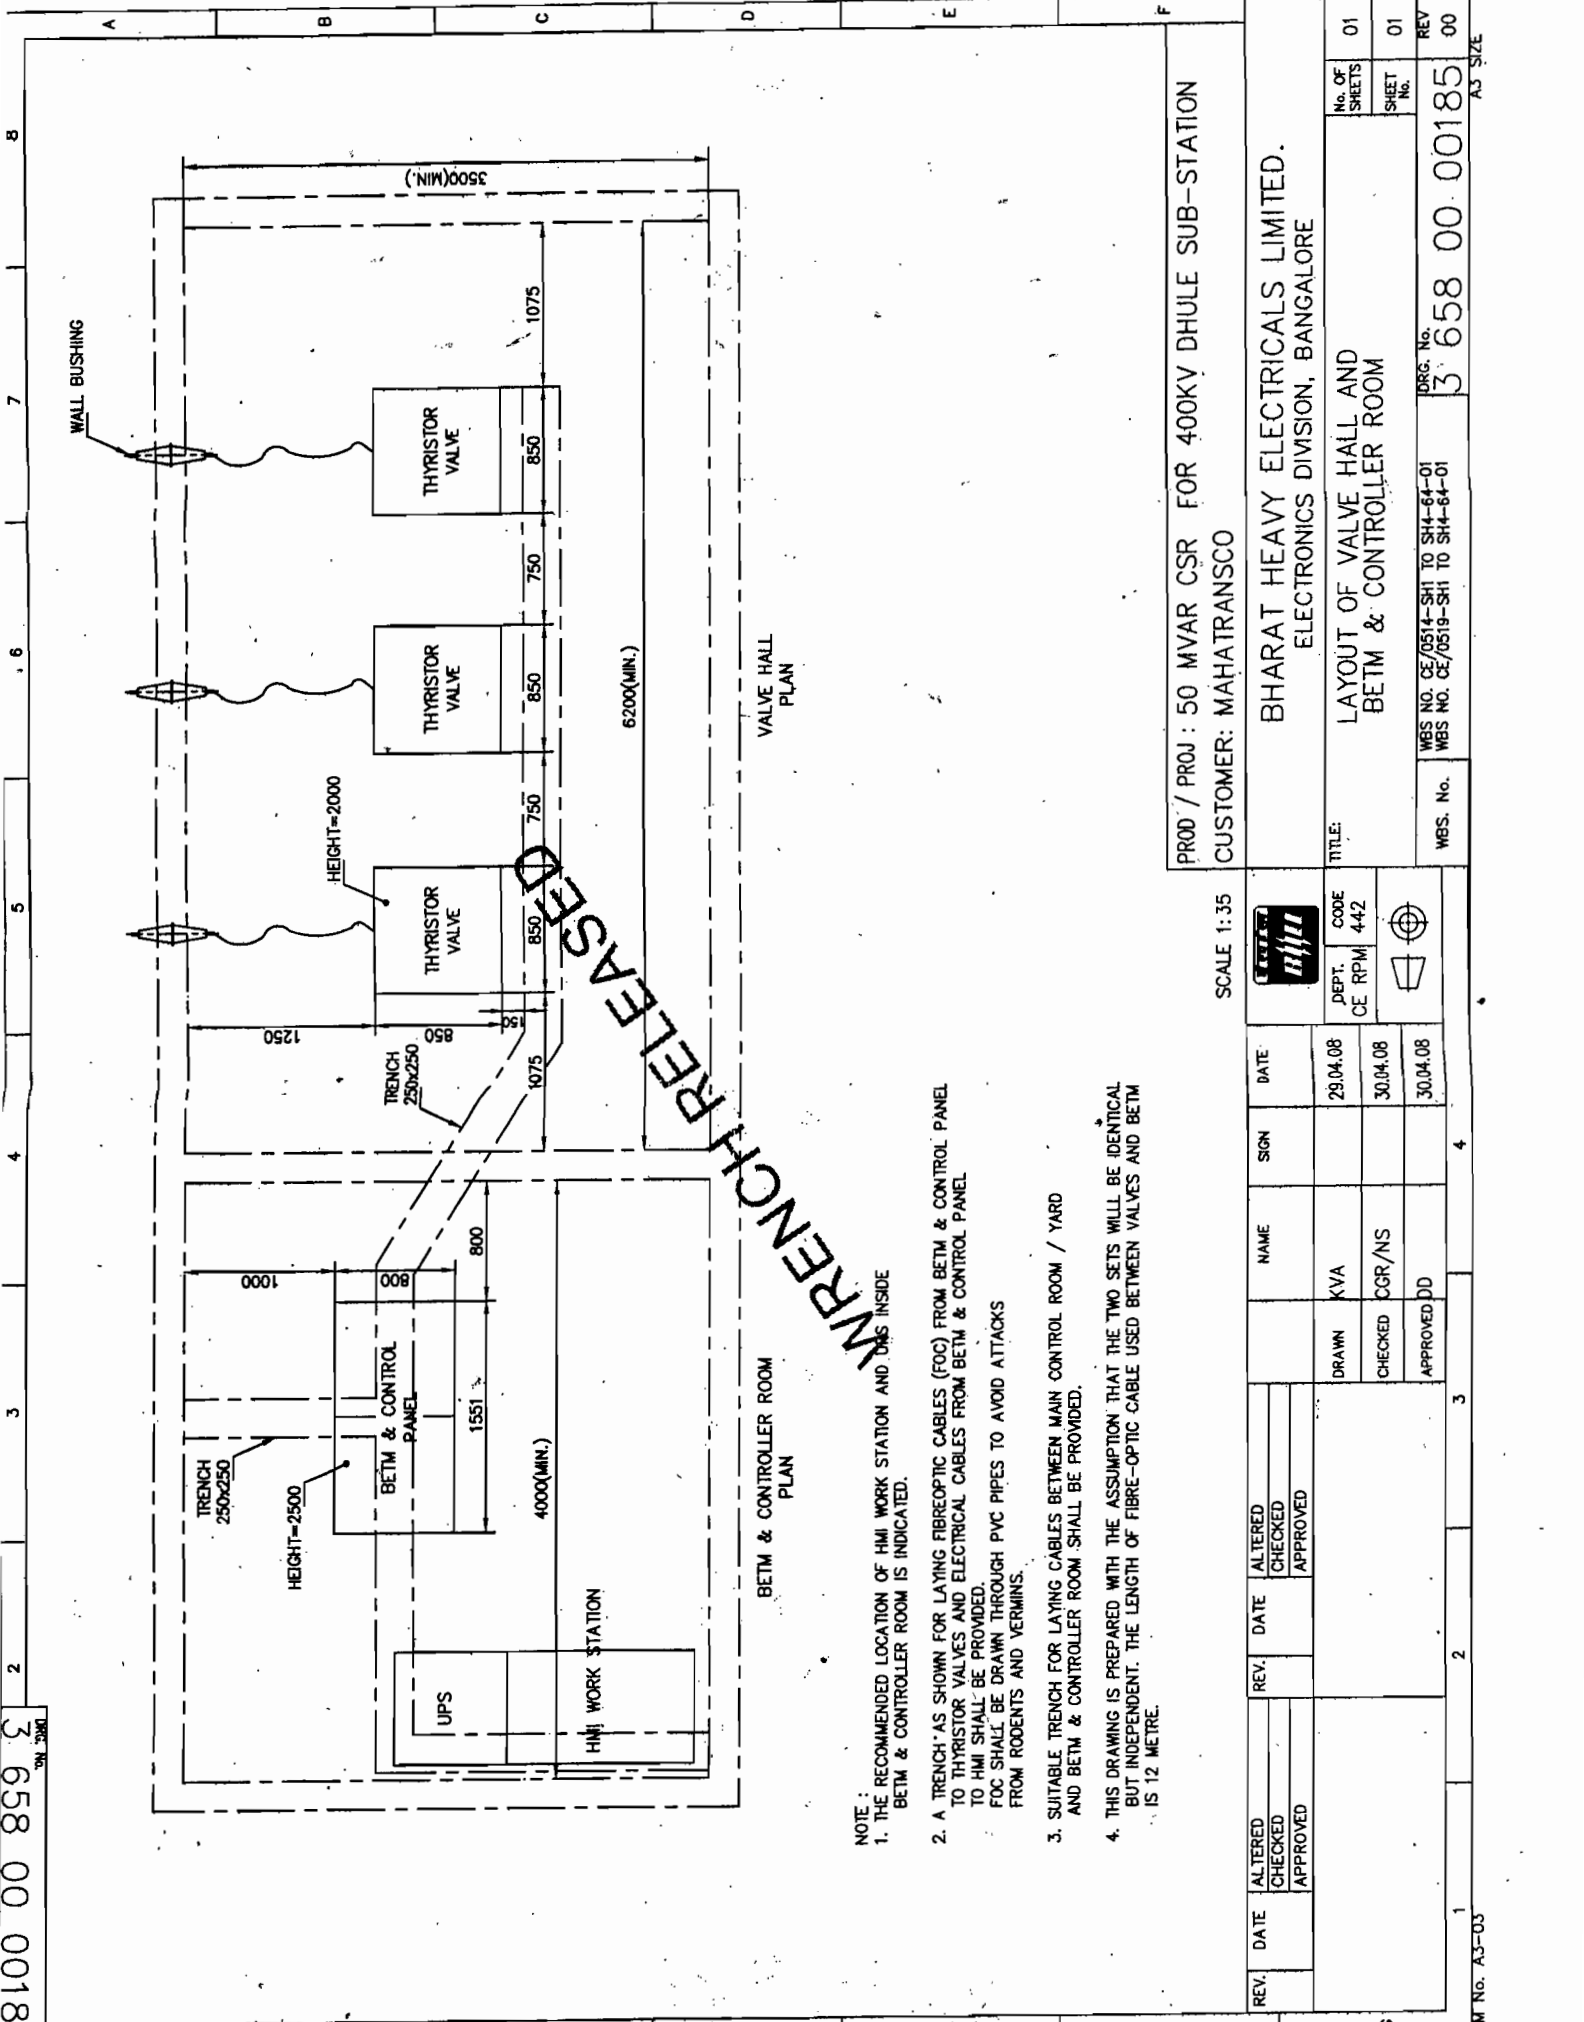 DRG. No.
3 658 00 0018
1
2
3
4
5
6
7
8
A
B
C
D
E
F
WALL BUSHING
HEIGHT=2000
THYRISTOR
VALVE
THYRISTOR
VALVE
THYRISTOR
VALVE
TRENCH
250x250
1250
850
150
1075
850
750
850
750
850
1075
6200(MIN.)
3500(MIN.)
VALVE HALL
PLAN
TRENCH
250x250
HEIGHT=2500
BETM & CONTROL
PANEL
1000
800
1551
800
4000(MIN.)
UPS
HMI WORK STATION
BETM & CONTROLLER ROOM
PLAN
WRENCH RELEASED
NOTE :
1. THE RECOMMENDED LOCATION OF HMI WORK STATION AND INSIDE
BETM & CONTROLLER ROOM IS INDICATED.
2. A TRENCH AS SHOWN FOR LAYING FIBREOPTIC CABLES (FOC) FROM BETM & CONTROL PANEL
TO THYRISTOR VALVES AND ELECTRICAL CABLES FROM BETM & CONTROL PANEL
TO HMI SHALL BE PROVIDED.
FOC SHALL BE DRAWN THROUGH PVC PIPES TO AVOID ATTACKS
FROM RODENTS AND VERMINS.
3. SUITABLE TRENCH FOR LAYING CABLES BETWEEN MAIN CONTROL ROOM / YARD
AND BETM & CONTROLLER ROOM SHALL BE PROVIDED.
4. THIS DRAWING IS PREPARED WITH THE ASSUMPTION THAT THE TWO SETS WILLL BE IDENTICAL
BUT INDEPENDENT. THE LENGTH OF FIBRE-OPTIC CABLE USED BETWEEN VALVES AND BETM
IS 12 METRE.
SCALE 1:35
PROD / PROJ : 50 MVAR CSR FOR 400KV DHULE SUB-STATION
CUSTOMER: MAHATRANSCO
BHARAT HEAVY ELECTRICALS LIMITED.
ELECTRONICS DIVISION, BANGALORE
TITLE:
LAYOUT OF VALVE HALL AND
BETM & CONTROLLER ROOM
No. OF SHEETS 01
SHEET No. 01
WBS. No.
WBS NO. CE/0514-SH1 TO SH4-64-01
WBS NO. CE/0519-SH1 TO SH4-64-01
DRG. No.
3 658 00 00185
REV
00
A3 SIZE
DEPT. CODE
CE RPM 442
NAME SIGN DATE
DRAWN KVA 29.04.08
CHECKED CGR/NS 30.04.08
APPROVED DD 30.04.08
REV. DATE ALTERED
CHECKED
APPROVED
REV. DATE ALTERED
CHECKED
APPROVED
1
2
3
4
M No. A3-03